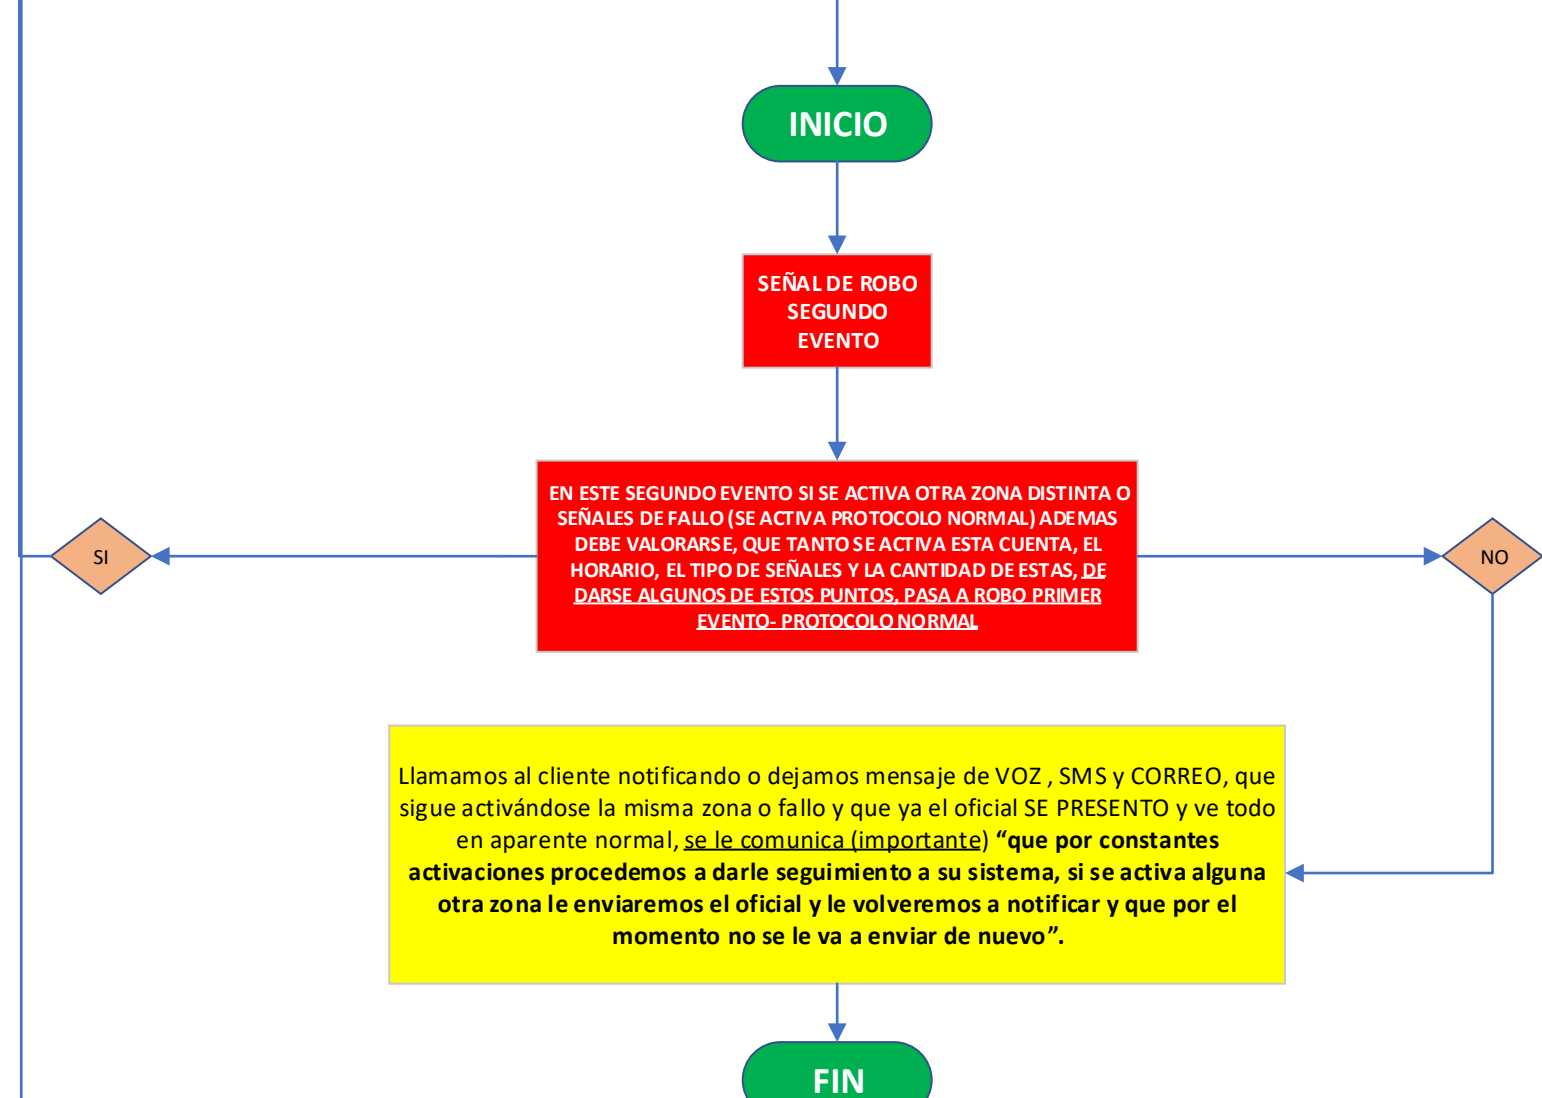 INICIO
SEÑAL DE ROBO
SEGUNDO
EVENTO
EN ESTE SEGUNDO EVENTO SI SE ACTIVA OTRA ZONA DISTINTA O
SEÑALES DE FALLO (SE ACTIVA PROTOCOLO NORMAL) ADEMAS
DEBE VALORARSE, QUE TANTO SE ACTIVA ESTA CUENTA, EL
HORARIO, EL TIPO DE SEÑALES Y LA CANTIDAD DE ESTAS, DE
DARSE ALGUNOS DE ESTOS PUNTOS, PASA A ROBO PRIMER
EVENTO- PROTOCOLO NORMAL
SI
NO
Llamamos al cliente notificando o dejamos mensaje de VOZ , SMS y CORREO, que
sigue activándose la misma zona o fallo y que ya el oficial SE PRESENTO y ve todo
en aparente normal, se le comunica (importante) “que por constantes
activaciones procedemos a darle seguimiento a su sistema, si se activa alguna
otra zona le enviaremos el oficial y le volveremos a notificar y que por el
momento no se le va a enviar de nuevo”.
FIN